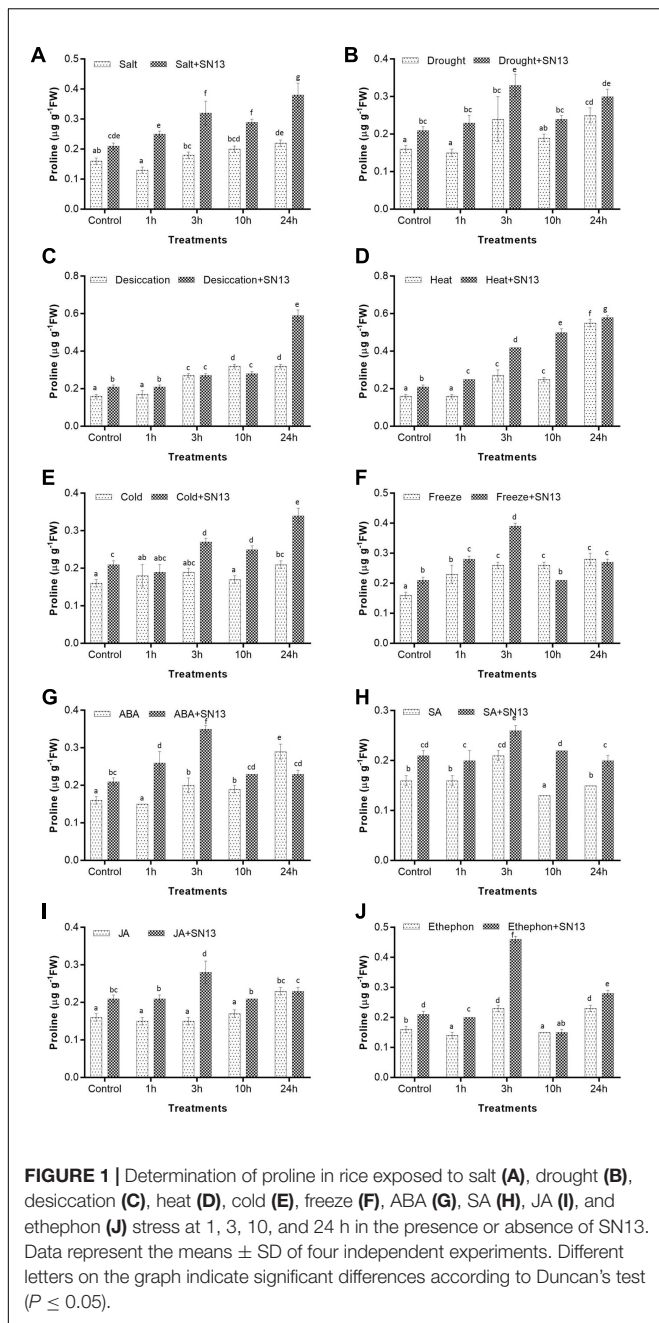 A
Salt Salt+SN13
Proline (µg g⁻¹FW)
0.6
0.4
0.2
0.0
ab cde a e bc f bcd f de g
Control 1h 3h 10h 24h
Treatments
B
Drought Drought+SN13
Proline (µg g⁻¹FW)
0.4
0.3
0.2
0.1
0.0
a bc a bc bc e ab bc cd de
Control 1h 3h 10h 24h
Treatments
C
Desiccation Desiccation+SN13
Proline (µg g⁻¹FW)
0.8
0.6
0.4
0.2
0.0
a b a b c c d c d e
Control 1h 3h 10h 24h
Treatments
D
Heat Heat+SN13
Proline (µg g⁻¹FW)
0.8
0.6
0.4
0.2
0.0
a b a c c d c e f g
Control 1h 3h 10h 24h
Treatments
E
Cold Cold+SN13
Proline (µg g⁻¹FW)
0.4
0.3
0.2
0.1
0.0
a c ab abc abc d a d bc e
Control 1h 3h 10h 24h
Treatments
F
Freeze Freeze+SN13
Proline (µg g⁻¹FW)
0.5
0.4
0.3
0.2
0.1
0.0
a b b c c d c b c c
Control 1h 3h 10h 24h
Treatments
G
ABA ABA+SN13
Proline (µg g⁻¹FW)
0.4
0.3
0.2
0.1
0.0
a bc a d b f b cd e cd
Control 1h 3h 10h 24h
Treatments
H
SA SA+SN13
Proline (µg g⁻¹FW)
0.3
0.2
0.1
0.0
b cd b c cd e a d b c
Control 1h 3h 10h 24h
Treatments
I
JA JA+SN13
Proline (µg g⁻¹FW)
0.4
0.3
0.2
0.1
0.0
a bc a b a d a b bc c
Control 1h 3h 10h 24h
Treatments
J
Ethephon Ethephon+SN13
Proline (µg g⁻¹FW)
0.5
0.4
0.3
0.2
0.1
0.0
b d a c d f a ab d e
Control 1h 3h 10h 24h
Treatments
FIGURE 1 | Determination of proline in rice exposed to salt (A), drought (B),
desiccation (C), heat (D), cold (E), freeze (F), ABA (G), SA (H), JA (I), and
ethephon (J) stress at 1, 3, 10, and 24 h in the presence or absence of SN13.
Data represent the means ± SD of four independent experiments. Different
letters on the graph indicate significant differences according to Duncan's test
(P ≤ 0.05).